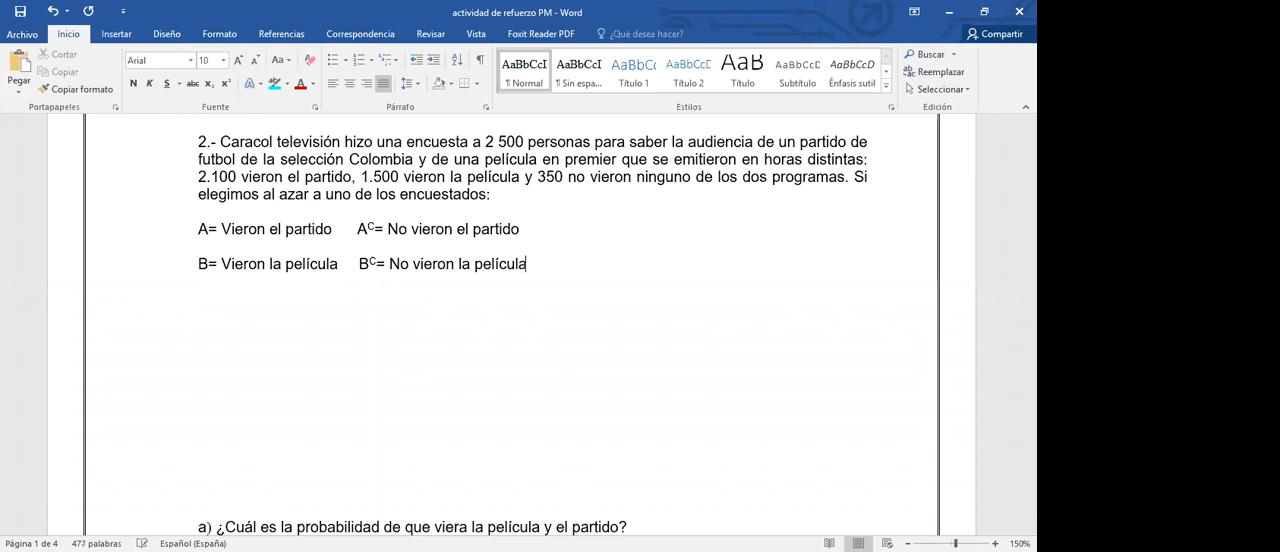 actividad de refuerzo PM - Word
Archivo Inicio Insertar Diseño Formato Referencias Correspondencia Revisar Vista Foxit Reader PDF ¿Qué desea hacer? Compartir
Pegar
Cortar
Copiar
Copiar formato
Portapapeles
Arial 10 A A Aa
N K S abc x₂ x² A A
Fuente
Párrafo
AaBbCcI AaBbCcI AaBbCc AaBbCcD AaB AaBbCcD AaBbCcD
¶ Normal ¶ Sin espa... Título 1 Título 2 Título Subtítulo Énfasis sutil
Estilos
Buscar
Reemplazar
Seleccionar
Edición
2.- Caracol televisión hizo una encuesta a 2 500 personas para saber la audiencia de un partido de
futbol de la selección Colombia y de una película en premier que se emitieron en horas distintas:
2.100 vieron el partido, 1.500 vieron la película y 350 no vieron ninguno de los dos programas. Si
elegimos al azar a uno de los encuestados:
A= Vieron el partido Aᶜ= No vieron el partido
B= Vieron la película Bᶜ= No vieron la película
a) ¿Cuál es la probabilidad de que viera la película y el partido?
Página 1 de 4 477 palabras Español (España) 150%